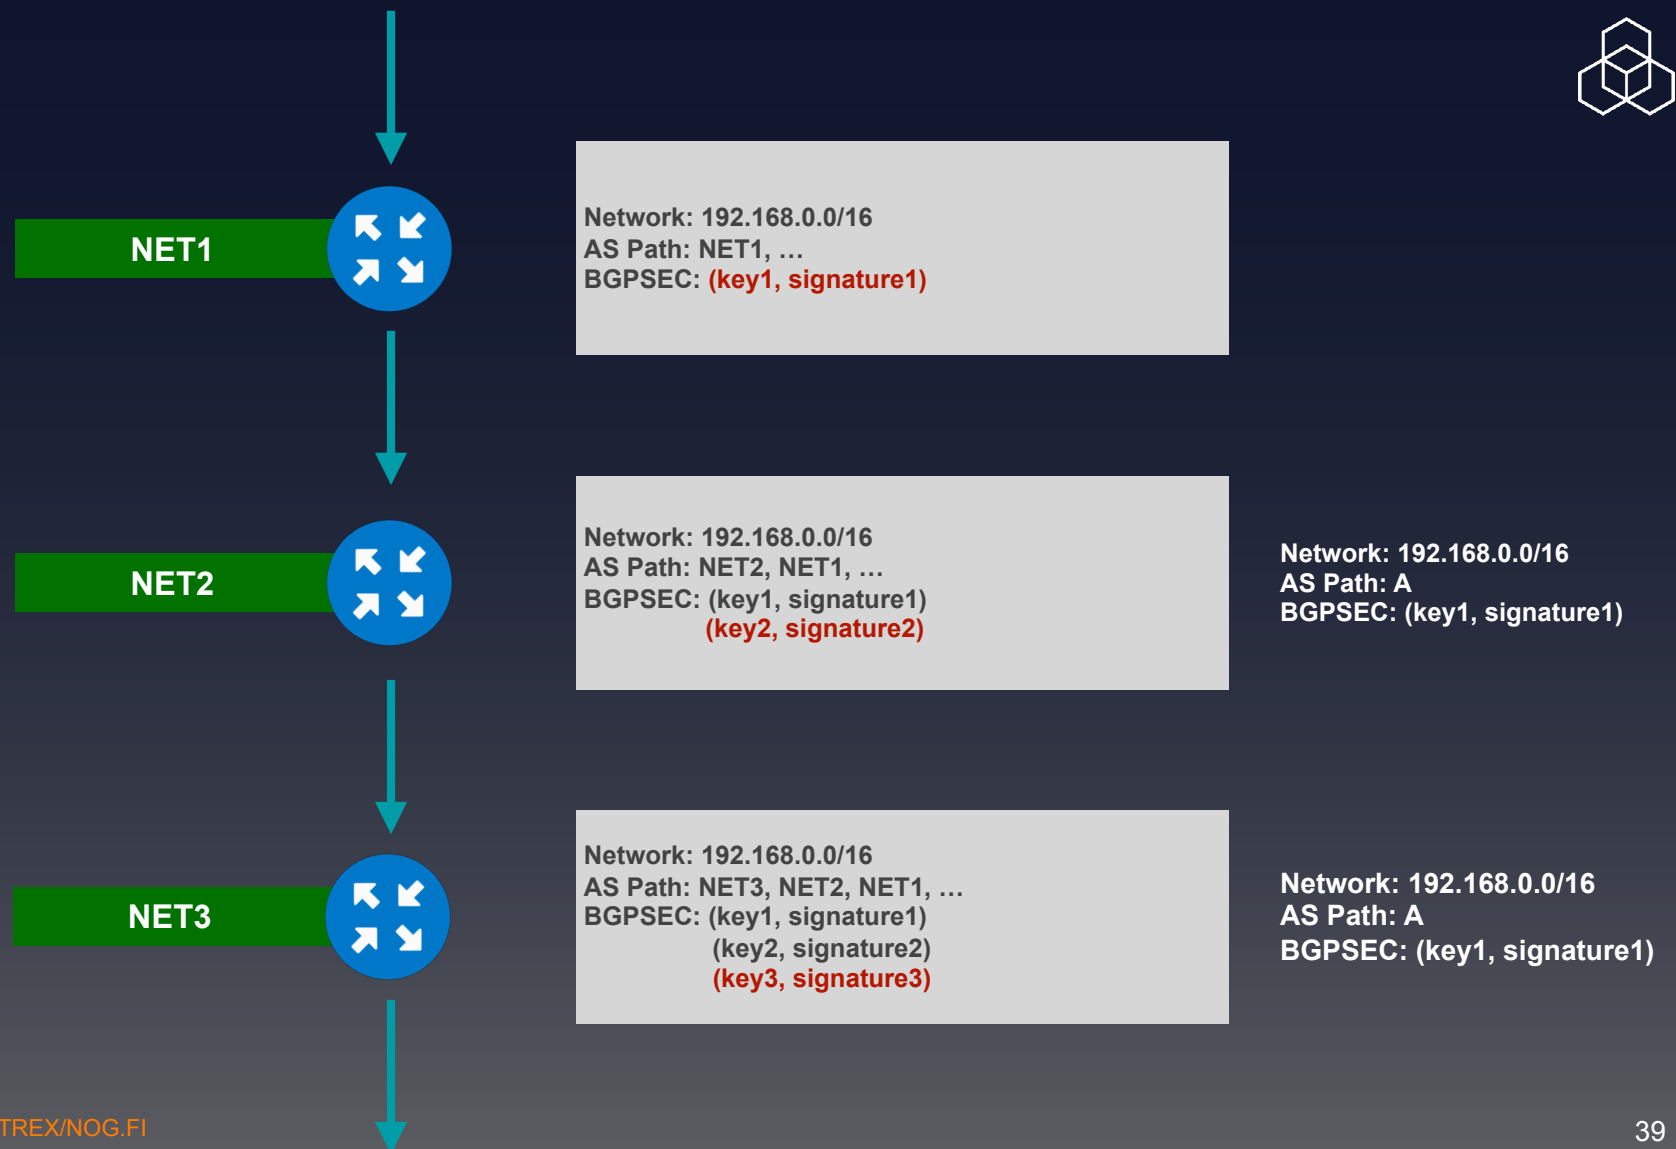 NET1
Network: 192.168.0.0/16
AS Path: NET1, …
BGPSEC: (key1, signature1)
NET2
Network: 192.168.0.0/16
AS Path: NET2, NET1, …
BGPSEC: (key1, signature1)
(key2, signature2)
Network: 192.168.0.0/16
AS Path: A
BGPSEC: (key1, signature1)
NET3
Network: 192.168.0.0/16
AS Path: NET3, NET2, NET1, …
BGPSEC: (key1, signature1)
(key2, signature2)
(key3, signature3)
Network: 192.168.0.0/16
AS Path: A
BGPSEC: (key1, signature1)
TREX/NOG.FI
39